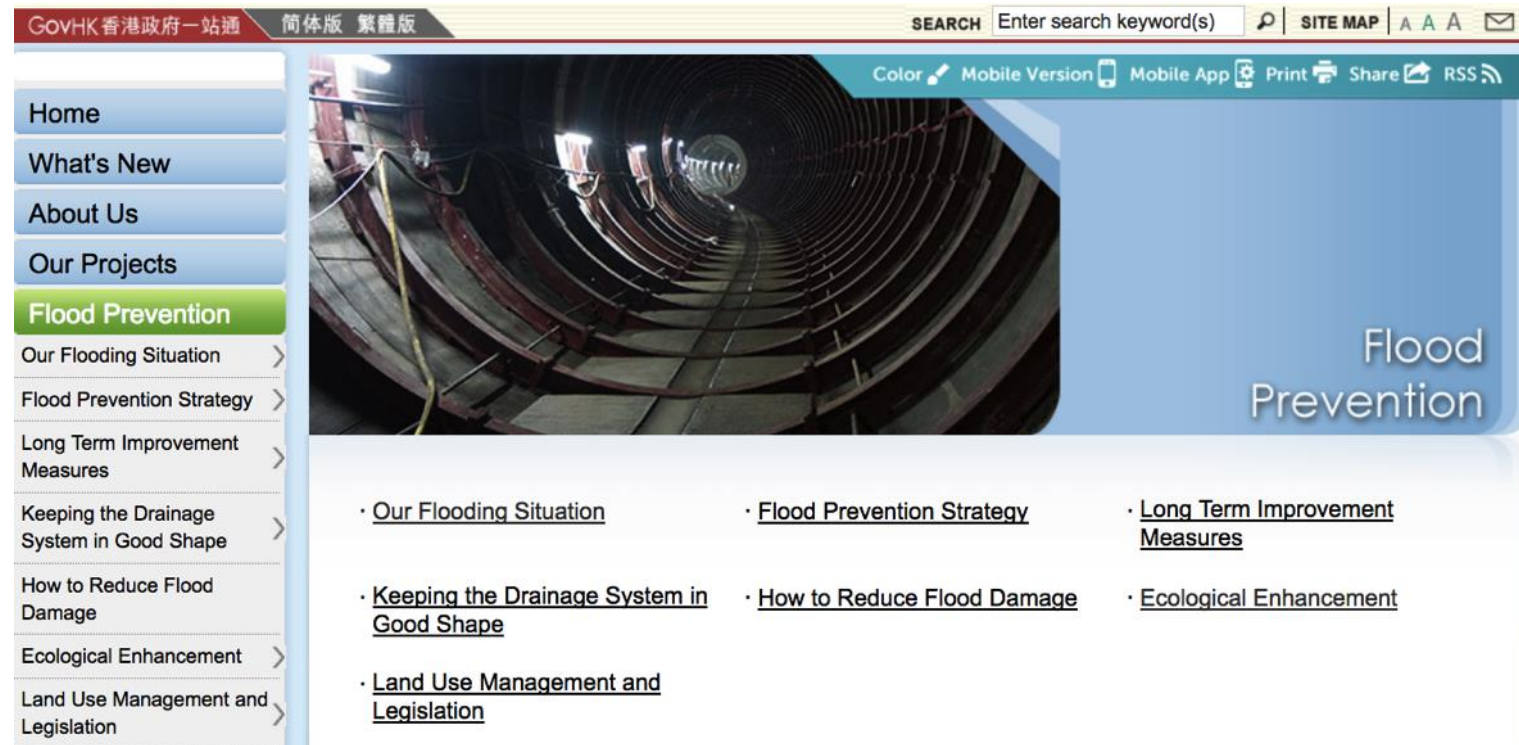 GovHK香港政府一站通 简体版 繁體版 SEARCH Enter search keyword(s) SITE MAP A A A
Color Mobile Version Mobile App Print Share RSS
Home
What's New
About Us
Our Projects
Flood Prevention
Our Flooding Situation
Flood Prevention Strategy
Long Term Improvement
Measures
Keeping the Drainage
System in Good Shape
How to Reduce Flood
Damage
Ecological Enhancement
Land Use Management and
Legislation
Flood
Prevention
· Our Flooding Situation
· Flood Prevention Strategy
· Long Term Improvement
Measures
· Keeping the Drainage System in
Good Shape
· How to Reduce Flood Damage
· Ecological Enhancement
· Land Use Management and
Legislation